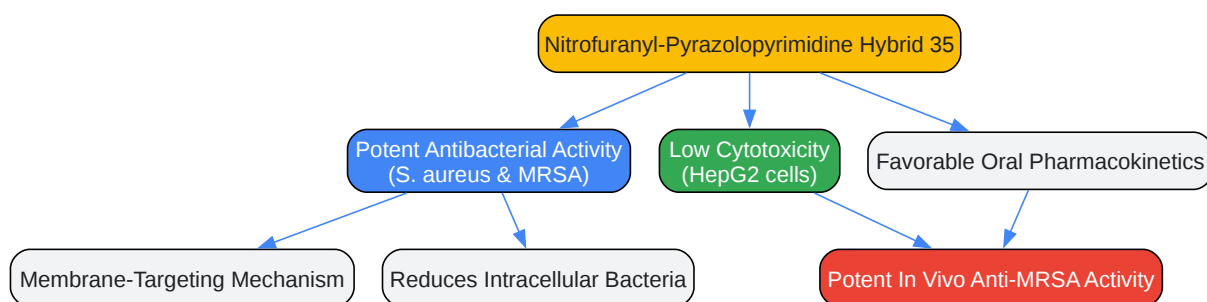 Nitrofuranyl-Pyrazolopyrimidine Hybrid 35
Potent Antibacterial Activity
(S. aureus & MRSA)
Low Cytotoxicity
(HepG2 cells)
Favorable Oral Pharmacokinetics
Membrane-Targeting Mechanism
Reduces Intracellular Bacteria
Potent In Vivo Anti-MRSA Activity